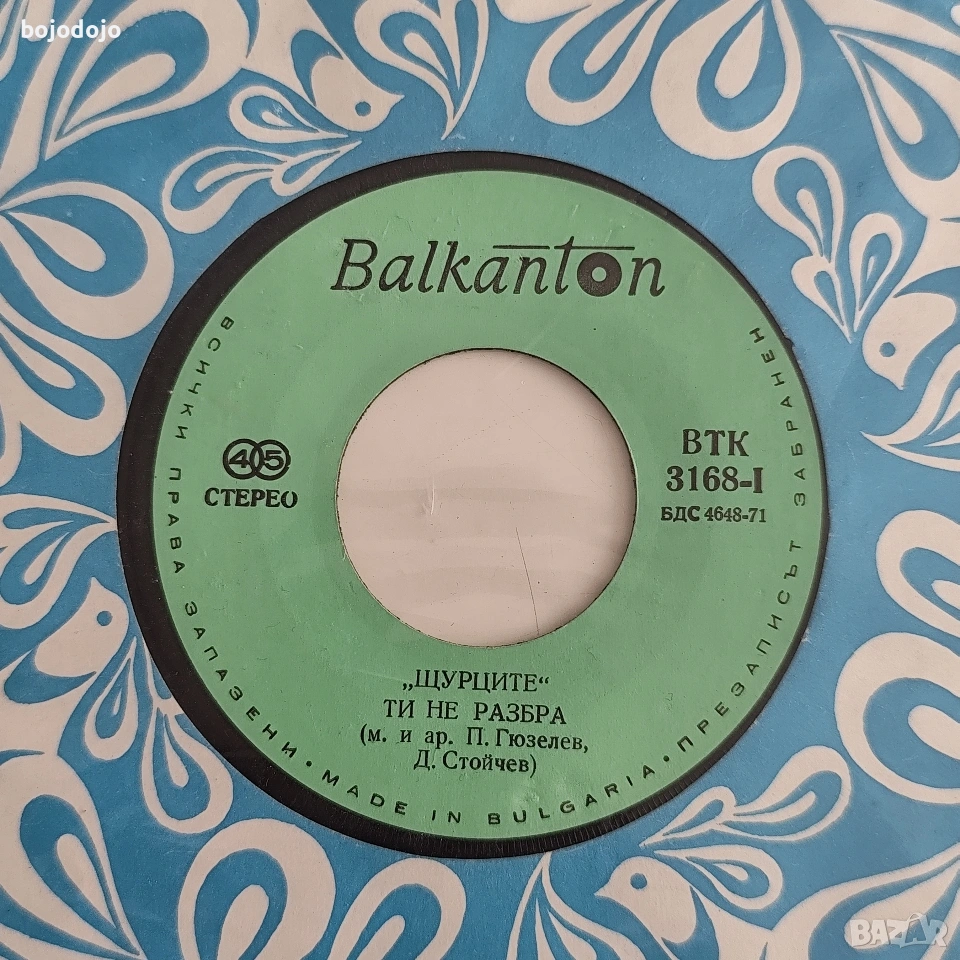 bojodojo
Balkanton
ВСИЧКИ ПРАВА ЗАПАЗЕНИ • MADE IN BULGARIA • ПРЕЗАПИСЪТ ЗАБРАНЕН
45
СТЕРЕО
ВТК
3168-I
БДС 4648-71
„ЩУРЦИТЕ“
ТИ НЕ РАЗБРА
(м. и ар. П. Гюзелев,
Д. Стойчев)
BAZAR